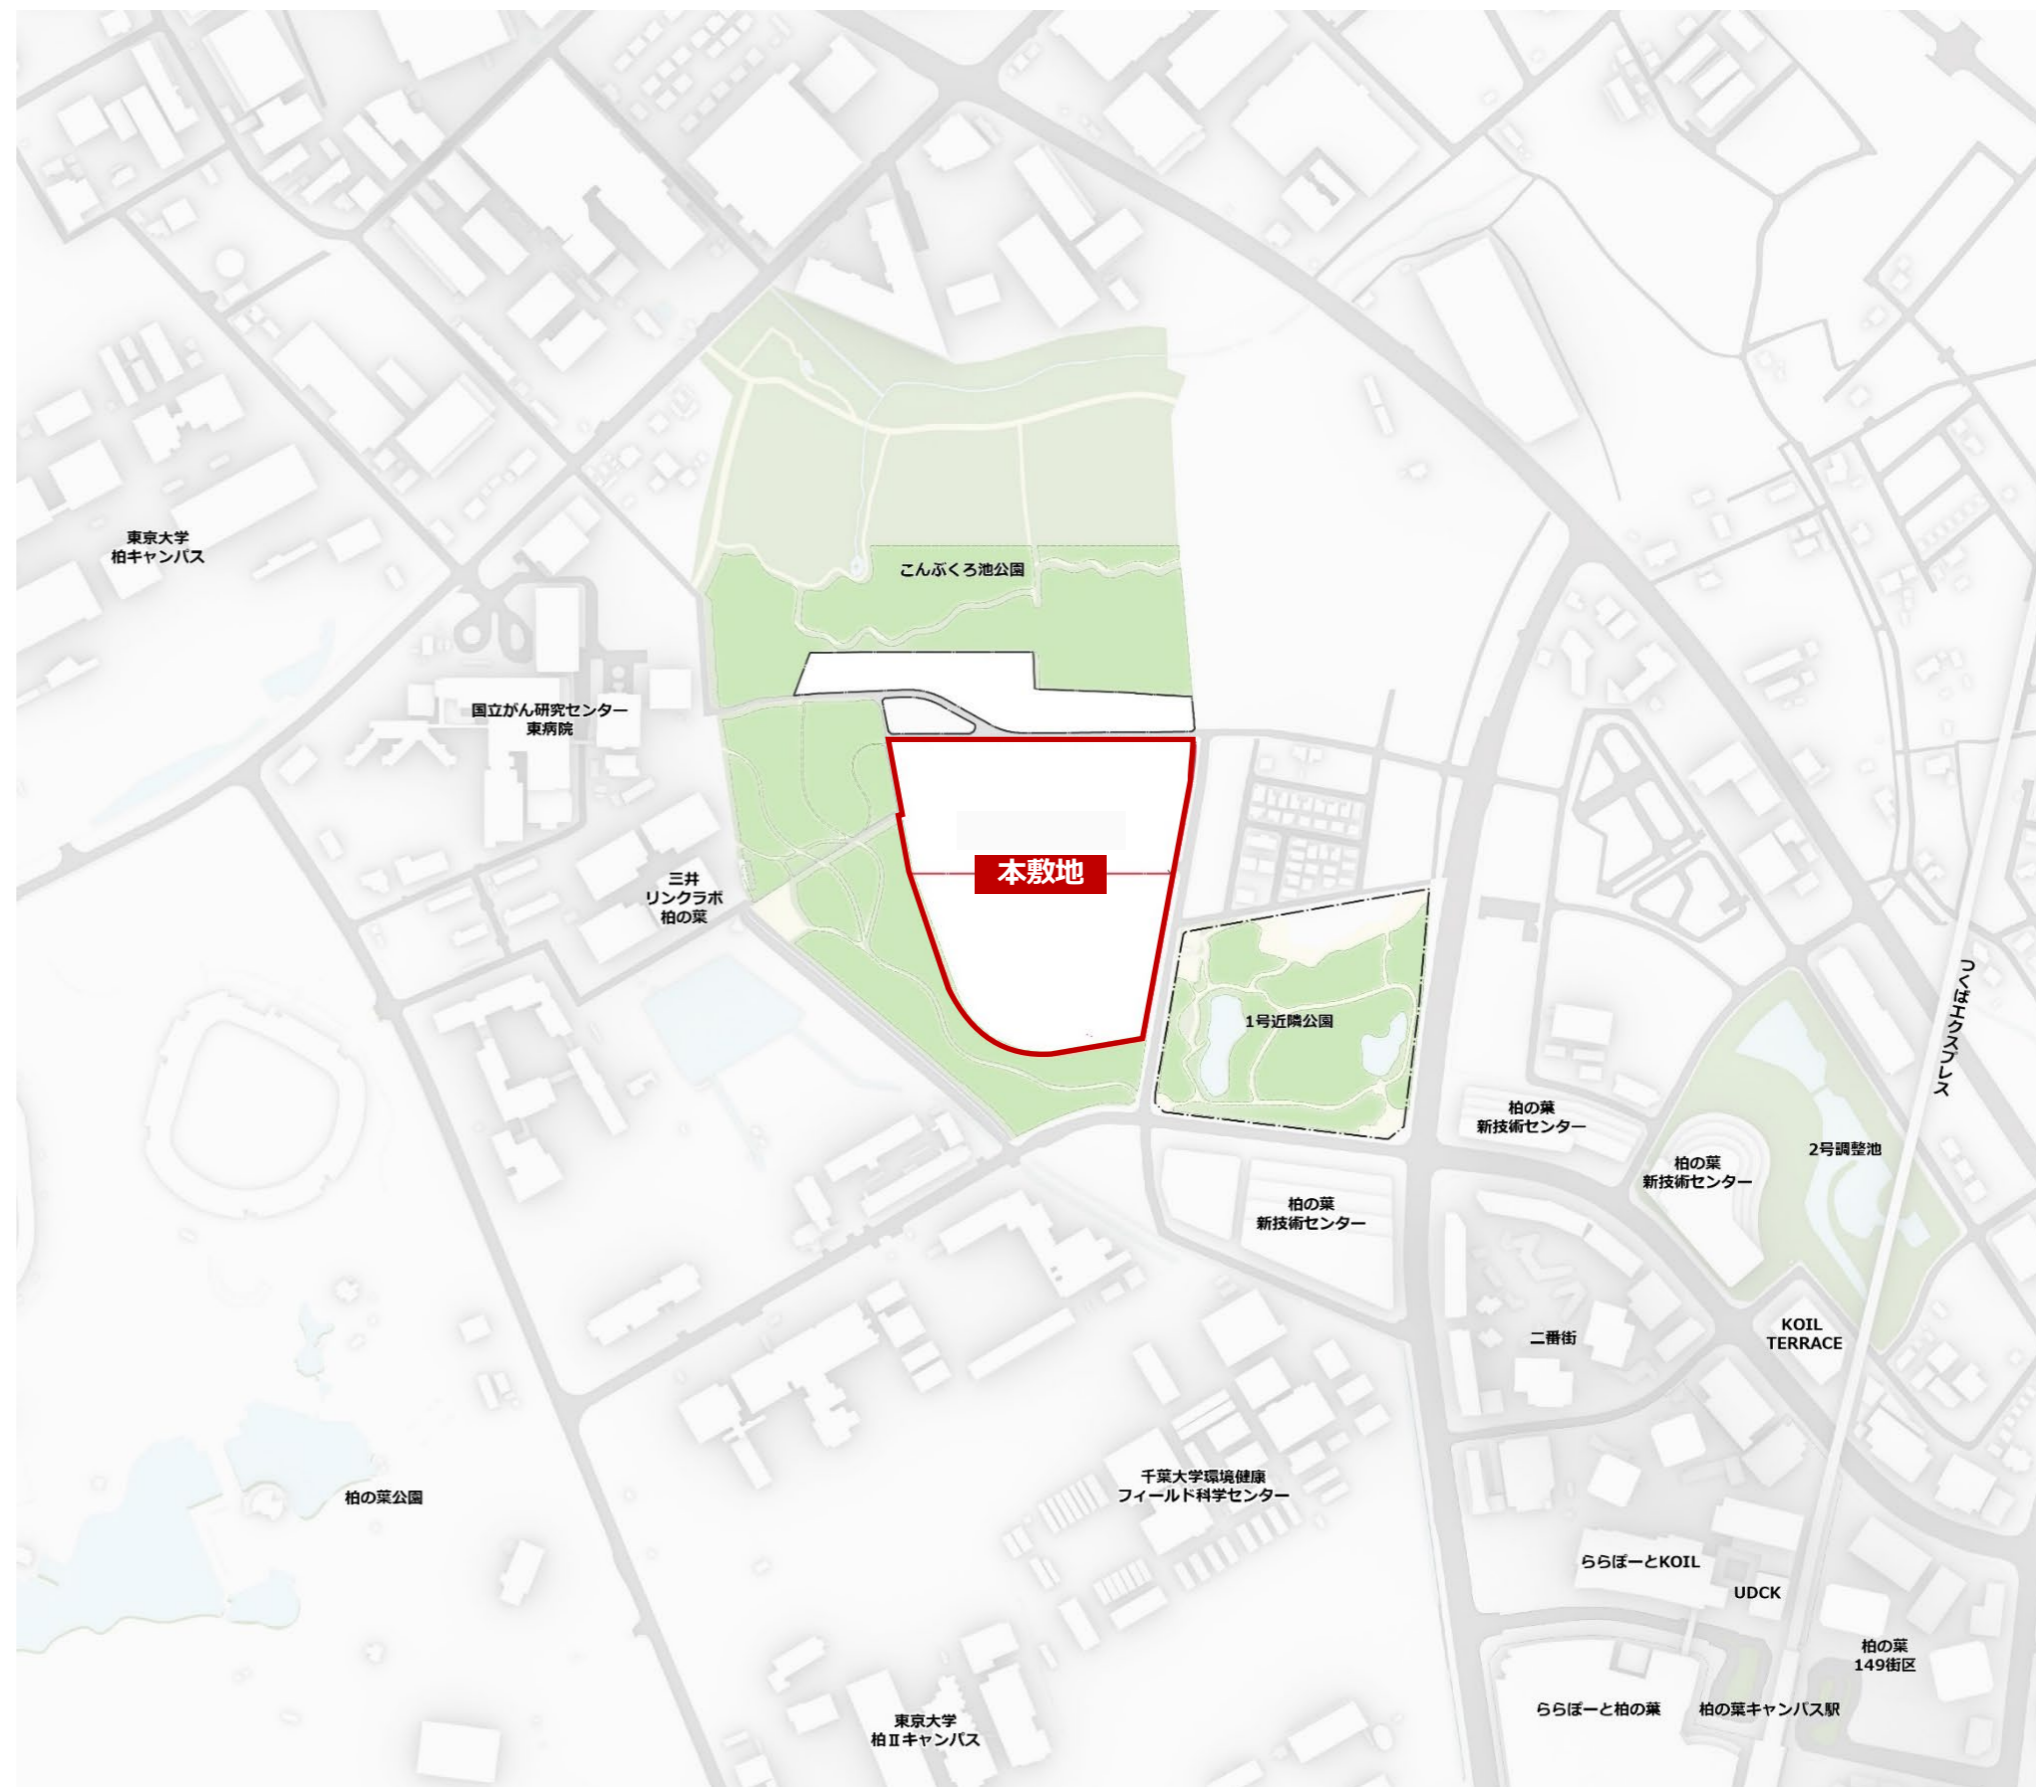 東京大学
柏キャンパス
こんぶくろ池公園
国立がん研究センター
東病院
本敷地
三井
リンクラボ
柏の葉
つくばエクスプレス
1号近隣公園
柏の葉
新技術センター
2号調整池
柏の葉
新技術センター
柏の葉
新技術センター
KOIL
TERRACE
二番街
千葉大学環境健康
フィールド科学センター
柏の葉公園
ららぽーとKOIL
UDCK
柏の葉
149街区
ららぽーと柏の葉
柏の葉キャンパス駅
東京大学
柏Ⅱキャンパス